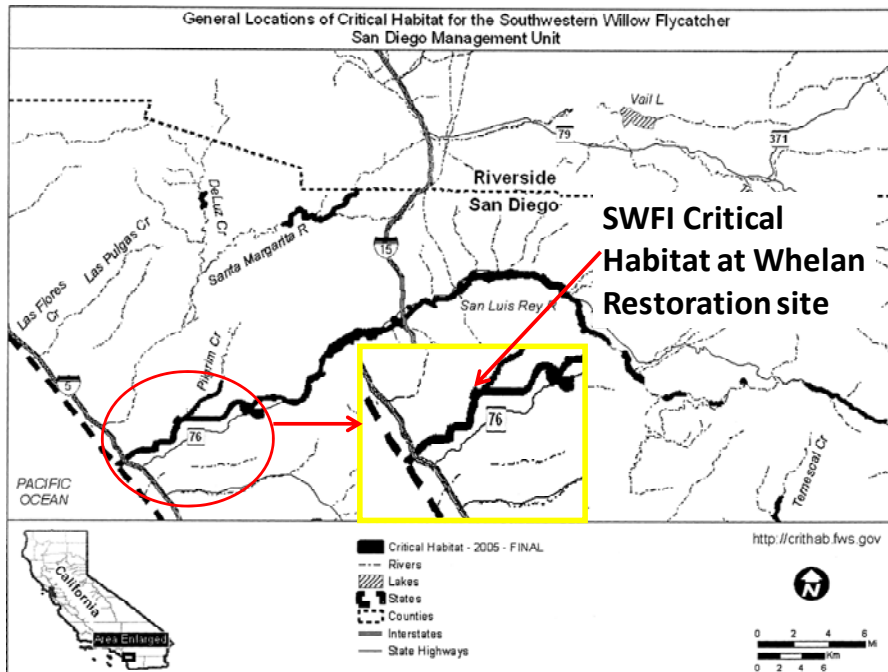 General Locations of Critical Habitat for the Southwestern Willow Flycatcher
San Diego Management Unit
Vail L
79
371
DeLuz Cr
Riverside
San Diego
Las Pulgas Cr
Santa Margarita R
15
SWFl Critical
Habitat at Whelan
Restoration site
Las Flores
Cr
San Luis Rey R
Pilgrim Cr
5
76
76
PACIFIC
OCEAN
Temescal Cr
California
Area Enlarged
Critical Habitat - 2005 - FINAL
Rivers
Lakes
States
Counties
Interstates
State Highways
http://crithab.fws.gov
N
0 2 4 6
Mi
Km
0 2 4 6